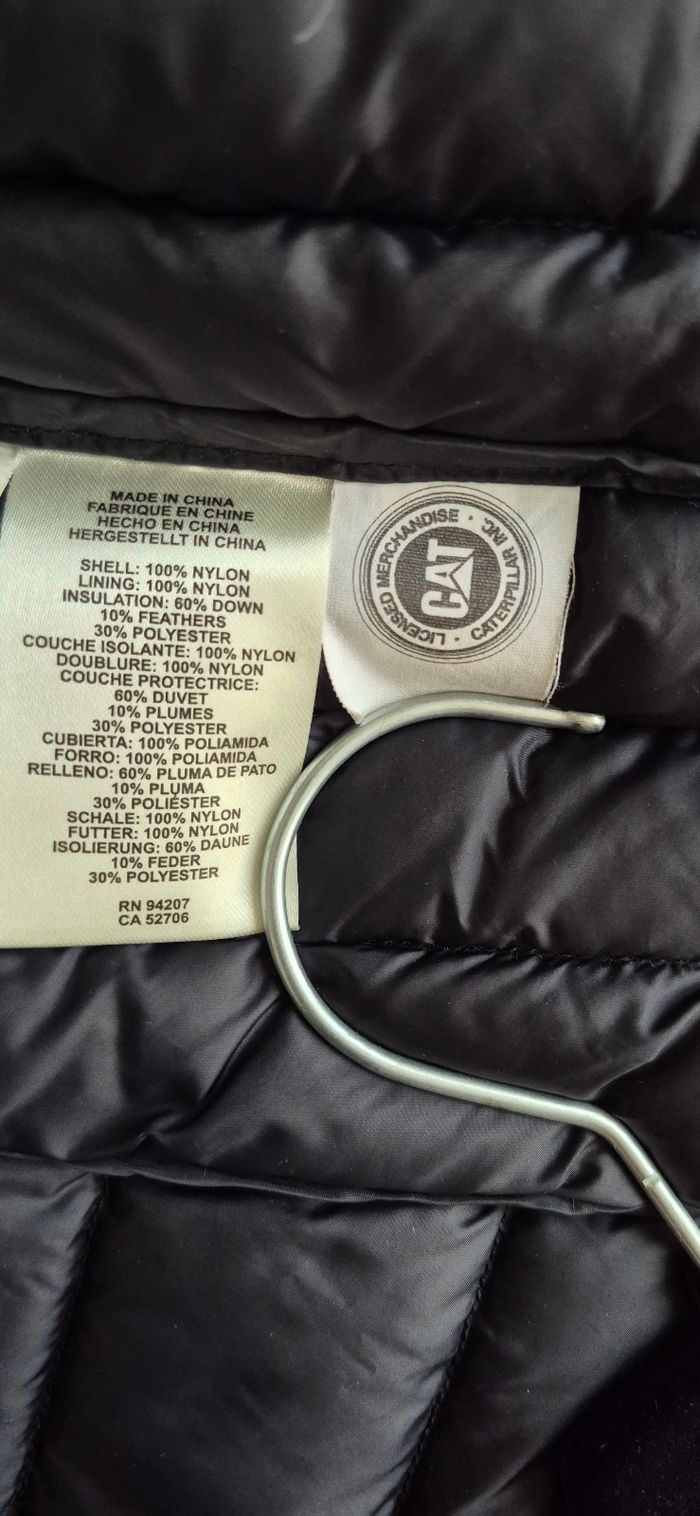 MADE IN CHINA
FABRIQUE EN CHINE
HECHO EN CHINA
HERGESTELLT IN CHINA
SHELL: 100% NYLON
LINING: 100% NYLON
INSULATION: 60% DOWN
10% FEATHERS
30% POLYESTER
COUCHE ISOLANTE: 100% NYLON
DOUBLURE: 100% NYLON
COUCHE PROTECTRICE:
60% DUVET
10% PLUMES
30% POLYESTER
CUBIERTA: 100% POLIAMIDA
FORRO: 100% POLIAMIDA
RELLENO: 60% PLUMA DE PATO
10% PLUMA
30% POLIÉSTER
SCHALE: 100% NYLON
FUTTER: 100% NYLON
ISOLIERUNG: 60% DAUNE
10% FEDER
30% POLYESTER
RN 94207
CA 52706
LICENSED MERCHANDISE · CATERPILLAR INC. ·
CAT